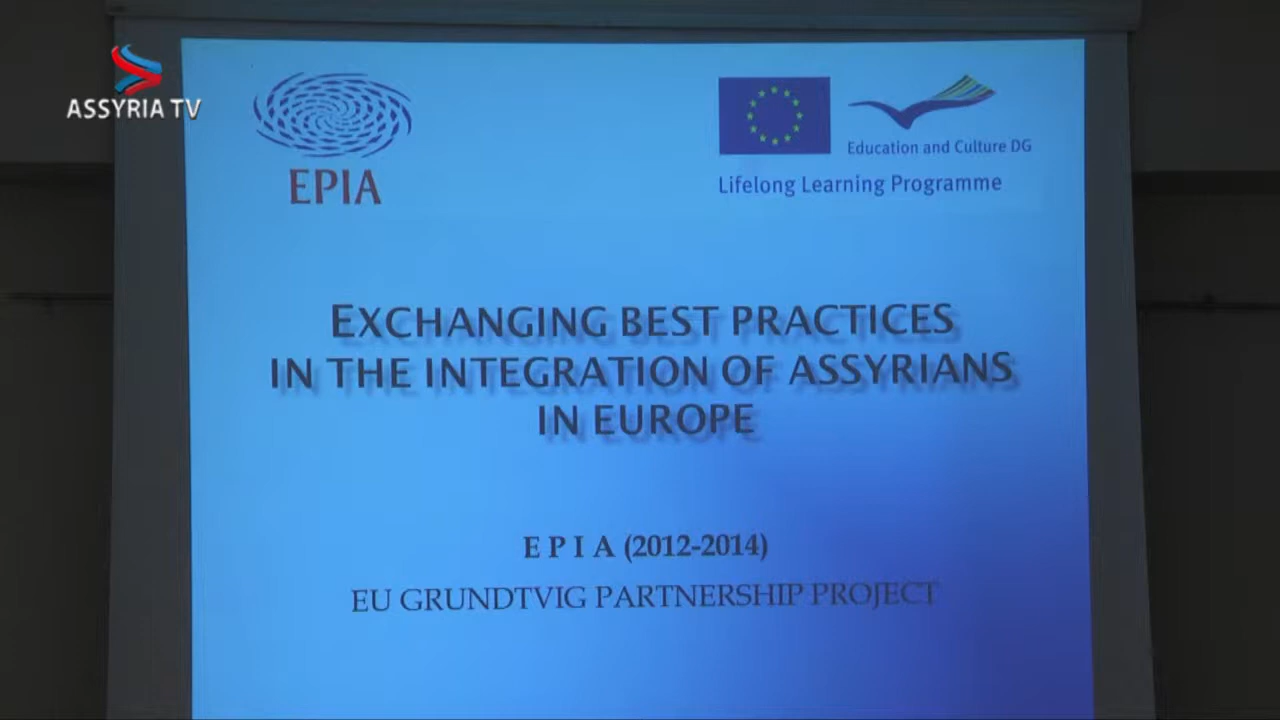 ASSYRIA TV
EPIA
Education and Culture DG
Lifelong Learning Programme
EXCHANGING BEST PRACTICES
IN THE INTEGRATION OF ASSYRIANS
IN EUROPE
E P I A (2012-2014)
EU GRUNDTVIG PARTNERSHIP PROJECT